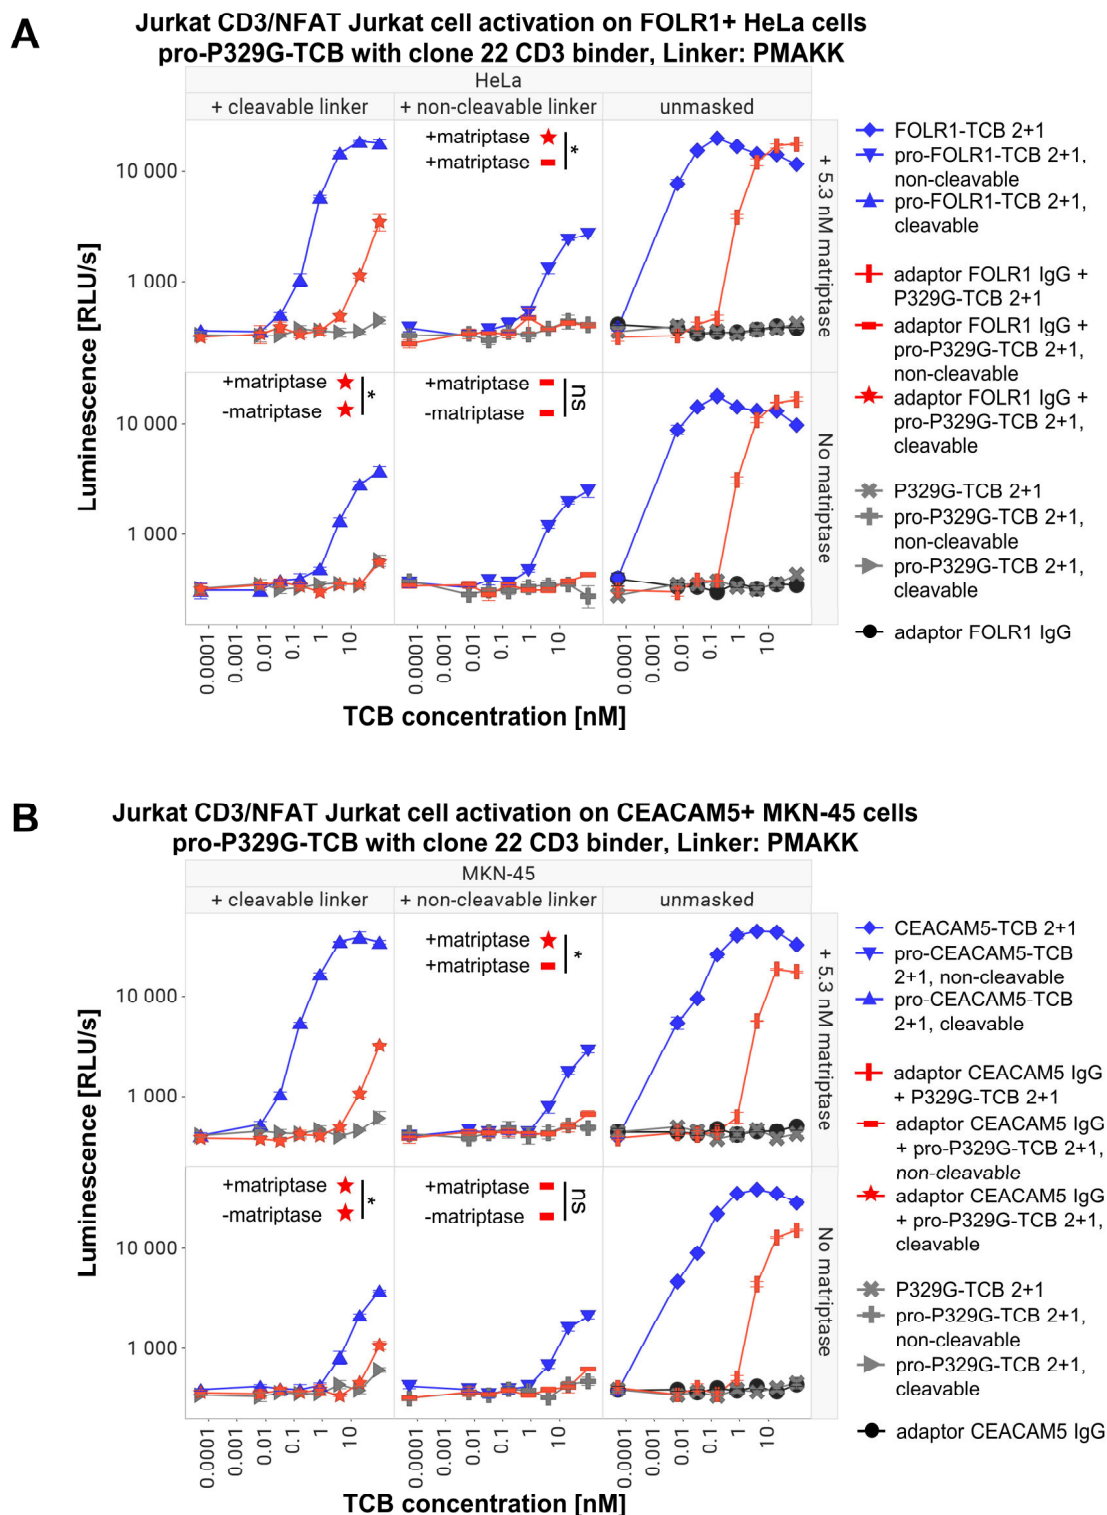 A
Jurkat CD3/NFAT Jurkat cell activation on FOLR1+ HeLa cells
pro-P329G-TCB with clone 22 CD3 binder, Linker: PMAKK
HeLa
+ cleavable linker
+ non-cleavable linker
unmasked
+matriptase
+matriptase
*
10 000
1 000
+ 5.3 nM matriptase
+matriptase
-matriptase
*
+matriptase
-matriptase
ns
10 000
1 000
No matriptase
Luminescence [RLU/s]
0.0001
0.001
0.01
0.1
1
10
0.0001
0.001
0.01
0.1
1
10
0.0001
0.001
0.01
0.1
1
10
TCB concentration [nM]
FOLR1-TCB 2+1
pro-FOLR1-TCB 2+1,
non-cleavable
pro-FOLR1-TCB 2+1,
cleavable
adaptor FOLR1 IgG +
P329G-TCB 2+1
adaptor FOLR1 IgG +
pro-P329G-TCB 2+1,
non-cleavable
adaptor FOLR1 IgG +
pro-P329G-TCB 2+1,
cleavable
P329G-TCB 2+1
pro-P329G-TCB 2+1,
non-cleavable
pro-P329G-TCB 2+1,
cleavable
adaptor FOLR1 IgG
B
Jurkat CD3/NFAT Jurkat cell activation on CEACAM5+ MKN-45 cells
pro-P329G-TCB with clone 22 CD3 binder, Linker: PMAKK
MKN-45
+ cleavable linker
+ non-cleavable linker
unmasked
+matriptase
+matriptase
*
10 000
1 000
+ 5.3 nM matriptase
+matriptase
-matriptase
*
+matriptase
-matriptase
ns
10 000
1 000
No matriptase
Luminescence [RLU/s]
0.0001
0.001
0.01
0.1
1
10
0.0001
0.001
0.01
0.1
1
10
0.0001
0.001
0.01
0.1
1
10
TCB concentration [nM]
CEACAM5-TCB 2+1
pro-CEACAM5-TCB
2+1, non-cleavable
pro-CEACAM5-TCB
2+1, cleavable
adaptor CEACAM5 IgG
+ P329G-TCB 2+1
adaptor CEACAM5 IgG
+ pro-P329G-TCB 2+1,
non-cleavable
adaptor CEACAM5 IgG
+ pro-P329G-TCB 2+1,
cleavable
P329G-TCB 2+1
pro-P329G-TCB 2+1,
non-cleavable
pro-P329G-TCB 2+1,
cleavable
adaptor CEACAM5 IgG